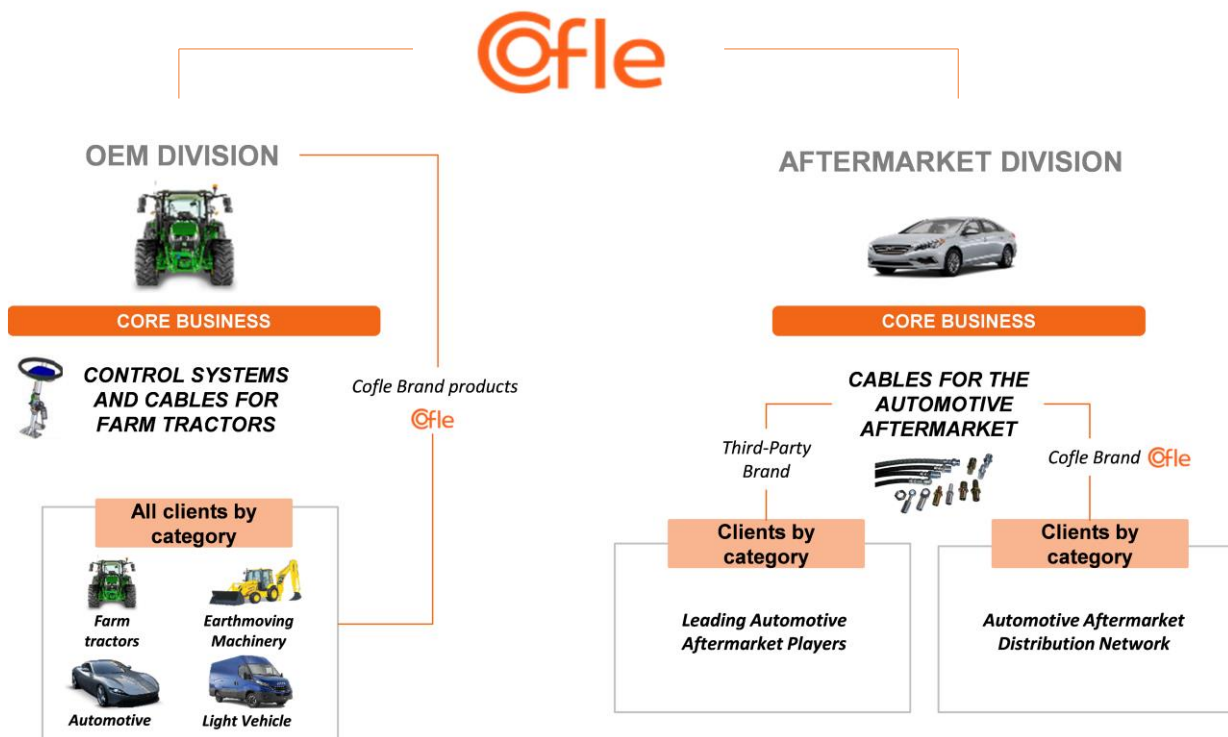 Cofle
OEM DIVISION
CORE BUSINESS
CONTROL SYSTEMS
AND CABLES FOR
FARM TRACTORS
Cofle Brand products
Cofle
All clients by
category
Farm
tractors
Earthmoving
Machinery
Automotive
Light Vehicle
AFTERMARKET DIVISION
CORE BUSINESS
CABLES FOR THE
AUTOMOTIVE
AFTERMARKET
Third-Party
Brand
Clients by
category
Leading Automotive
Aftermarket Players
Cofle Brand Cofle
Clients by
category
Automotive Aftermarket
Distribution Network